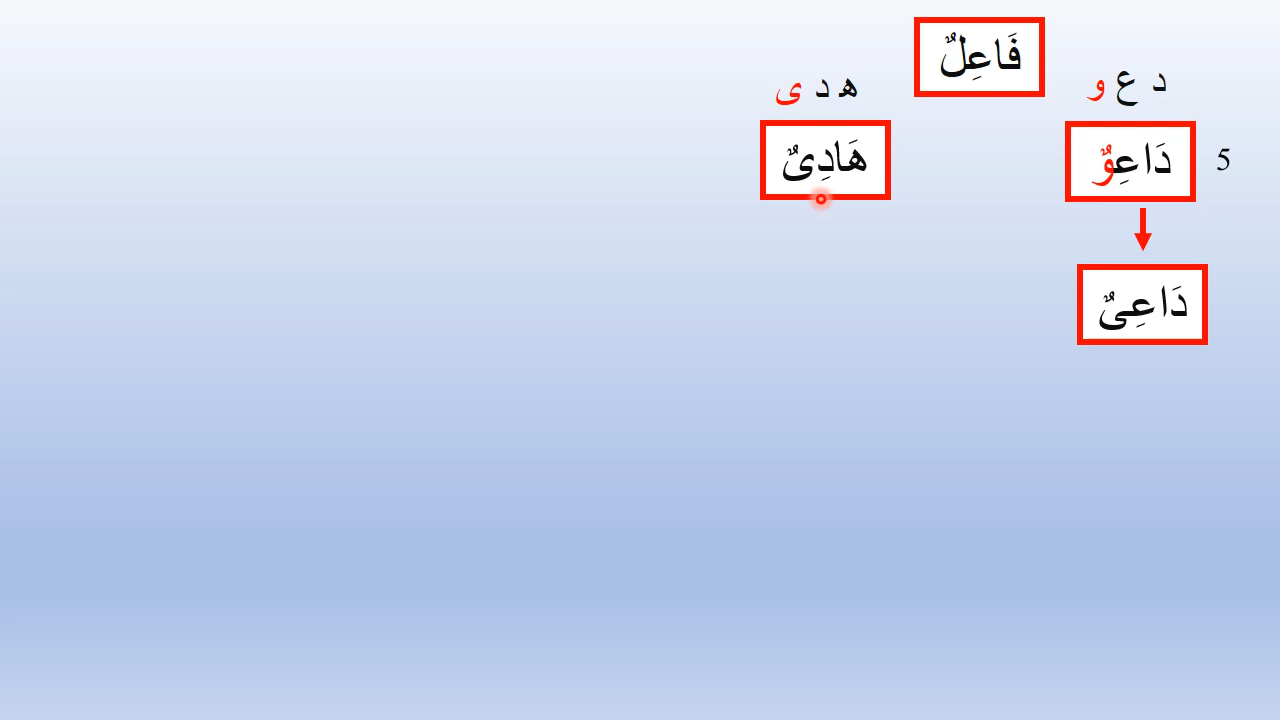 فَاعِلٌ
د ع و
ه د ى
5 دَاعِوٌ
هَادِىٌ
دَاعِىٌ